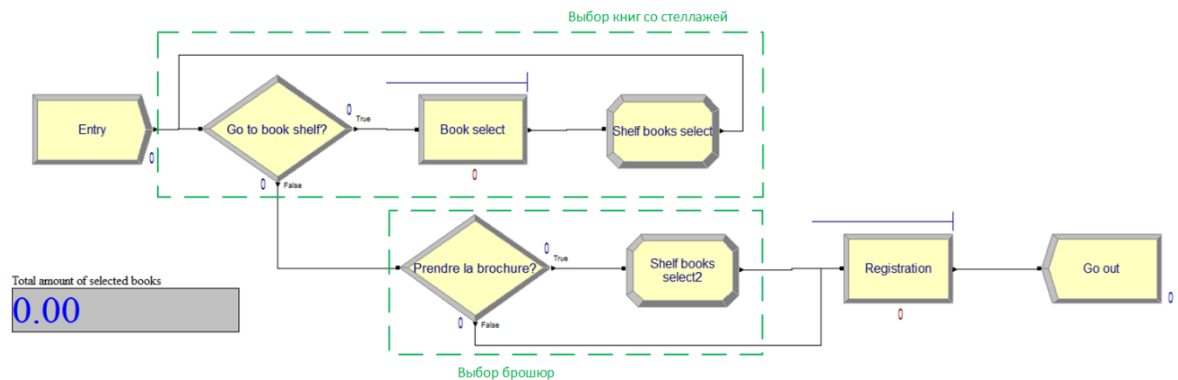 Выбор книг со стеллажей
Entry
0
Go to book shelf?
0
True
0
False
Book select
0
Shelf books select
Prendre la brochure?
0
True
0
False
Shelf books
select2
Registration
0
Go out
0
Total amount of selected books
0.00
Выбор брошюр